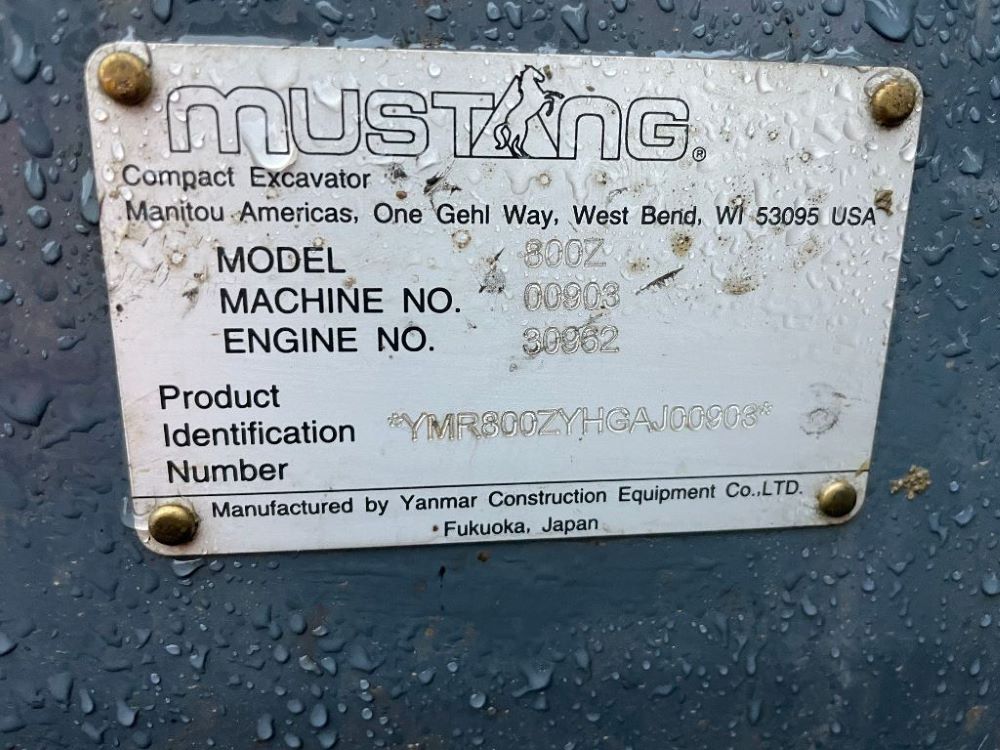 MUSTANG®
Compact Excavator
Manitou Americas, One Gehl Way, West Bend, WI 53095 USA
MODEL 800Z
MACHINE NO. 00903
ENGINE NO. 30962
Product
Identification *YMR800ZYHGAJ00903*
Number
Manufactured by Yanmar Construction Equipment Co.,LTD.
Fukuoka, Japan